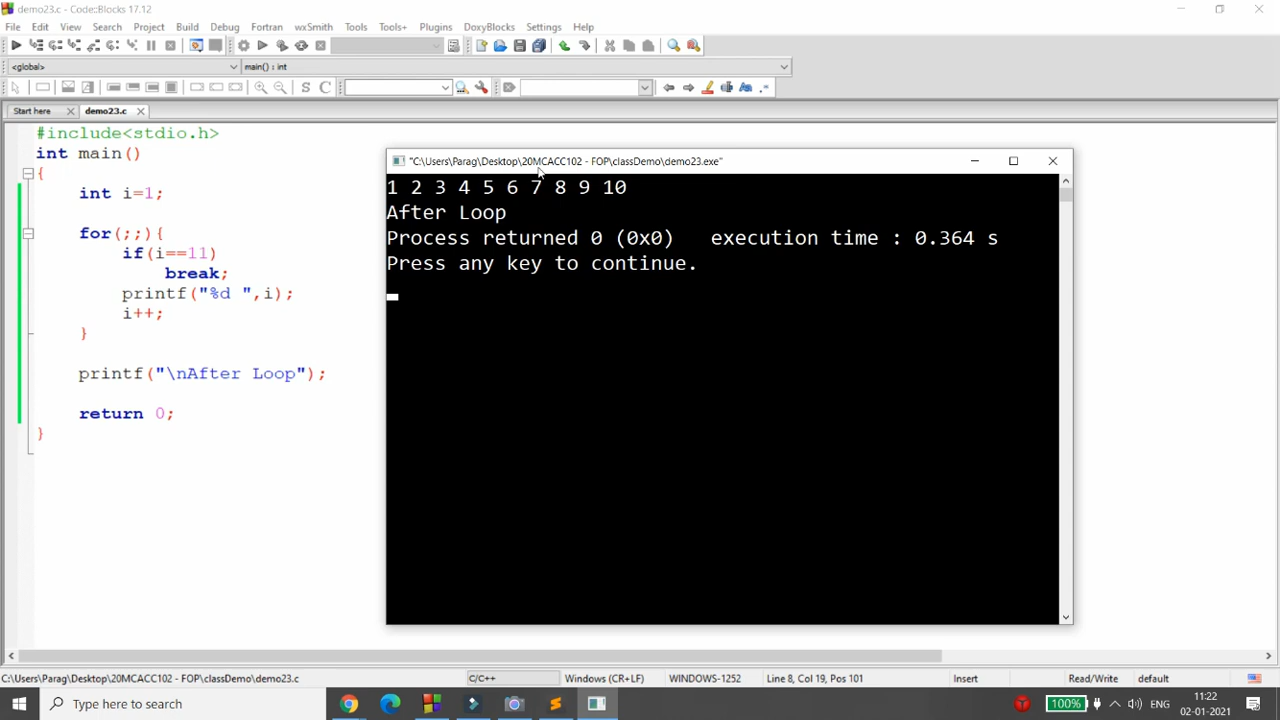 demo23.c - Code::Blocks 17.12
File Edit View Search Project Build Debug Fortran wxSmith Tools Tools+ Plugins DoxyBlocks Settings Help
<global> main() : int
S C
Start here demo23.c
#include<stdio.h>
int main()
{
int i=1;
for(;;){
if(i==11)
break;
printf("%d ",i);
i++;
}
printf("\nAfter Loop");
return 0;
}
"C:\Users\Parag\Desktop\20MCACC102 - FOP\classDemo\demo23.exe"
1 2 3 4 5 6 7 8 9 10
After Loop
Process returned 0 (0x0) execution time : 0.364 s
Press any key to continue.
C:\Users\Parag\Desktop\20MCACC102 - FOP\classDemo\demo23.c C/C++ Windows (CR+LF) WINDOWS-1252 Line 8, Col 19, Pos 101 Insert Read/Write default
Type here to search 100% ENG 11:22
02-01-2021